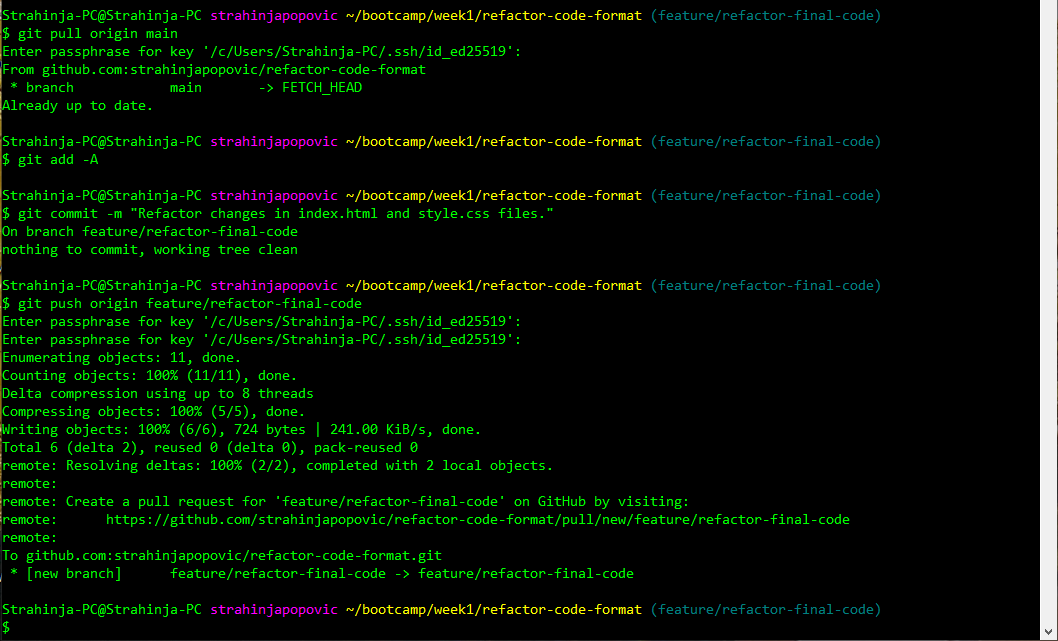 Strahinja-PC@Strahinja-PC strahinjapopovic ~/bootcamp/week1/refactor-code-format (feature/refactor-final-code)
$ git pull origin main
Enter passphrase for key '/c/Users/Strahinja-PC/.ssh/id_ed25519':
From github.com:strahinjapopovic/refactor-code-format
 * branch            main       -> FETCH_HEAD
Already up to date.
Strahinja-PC@Strahinja-PC strahinjapopovic ~/bootcamp/week1/refactor-code-format (feature/refactor-final-code)
$ git add -A
Strahinja-PC@Strahinja-PC strahinjapopovic ~/bootcamp/week1/refactor-code-format (feature/refactor-final-code)
$ git commit -m "Refactor changes in index.html and style.css files."
On branch feature/refactor-final-code
nothing to commit, working tree clean
Strahinja-PC@Strahinja-PC strahinjapopovic ~/bootcamp/week1/refactor-code-format (feature/refactor-final-code)
$ git push origin feature/refactor-final-code
Enter passphrase for key '/c/Users/Strahinja-PC/.ssh/id_ed25519':
Enter passphrase for key '/c/Users/Strahinja-PC/.ssh/id_ed25519':
Enumerating objects: 11, done.
Counting objects: 100% (11/11), done.
Delta compression using up to 8 threads
Compressing objects: 100% (5/5), done.
Writing objects: 100% (6/6), 724 bytes | 241.00 KiB/s, done.
Total 6 (delta 2), reused 0 (delta 0), pack-reused 0
remote: Resolving deltas: 100% (2/2), completed with 2 local objects.
remote:
remote: Create a pull request for 'feature/refactor-final-code' on GitHub by visiting:
remote:      https://github.com/strahinjapopovic/refactor-code-format/pull/new/feature/refactor-final-code
remote:
To github.com:strahinjapopovic/refactor-code-format.git
 * [new branch]      feature/refactor-final-code -> feature/refactor-final-code
Strahinja-PC@Strahinja-PC strahinjapopovic ~/bootcamp/week1/refactor-code-format (feature/refactor-final-code)
$